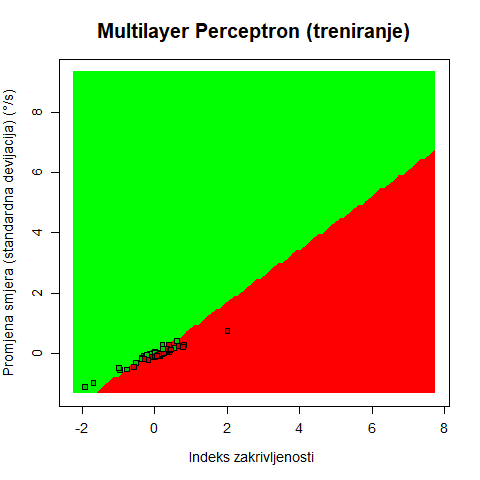 Multilayer Perceptron (treniranje)
Promjena smjera (standardna devijacija) (°/s)
8
6
4
2
0
-2 0 2 4 6 8
Indeks zakrivljenosti